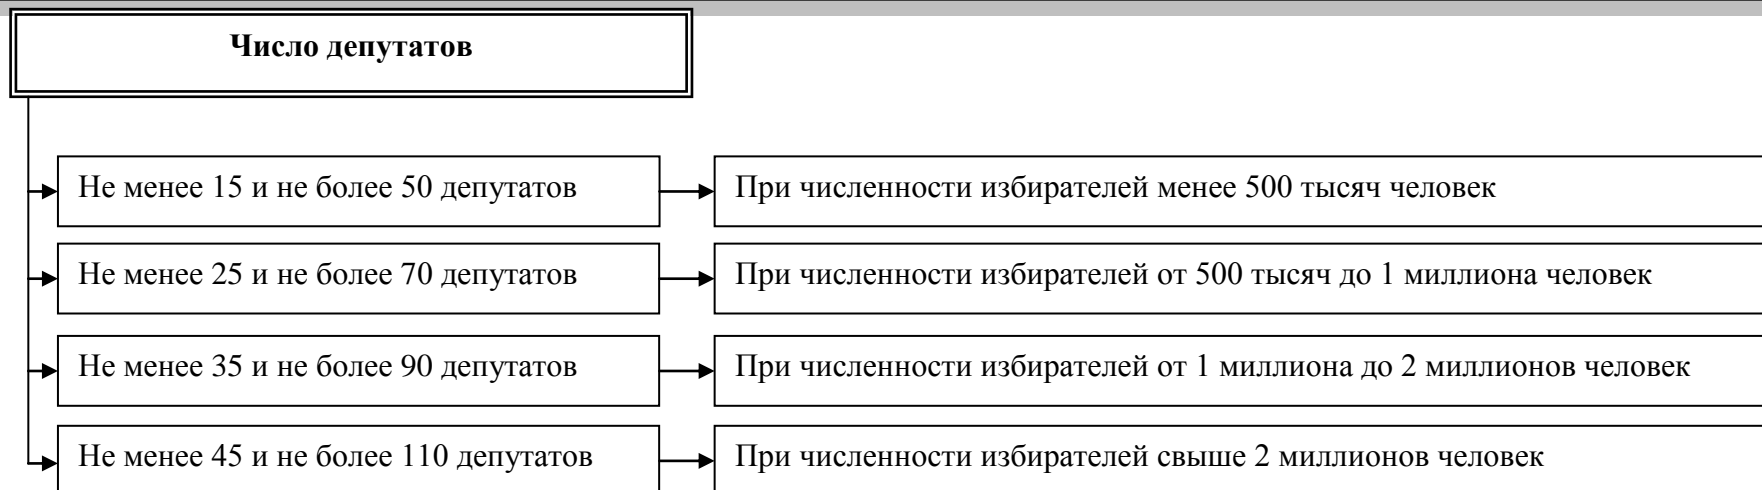 Число депутатов
Не менее 15 и не более 50 депутатов
При численности избирателей менее 500 тысяч человек
Не менее 25 и не более 70 депутатов
При численности избирателей от 500 тысяч до 1 миллиона человек
Не менее 35 и не более 90 депутатов
При численности избирателей от 1 миллиона до 2 миллионов человек
Не менее 45 и не более 110 депутатов
При численности избирателей свыше 2 миллионов человек